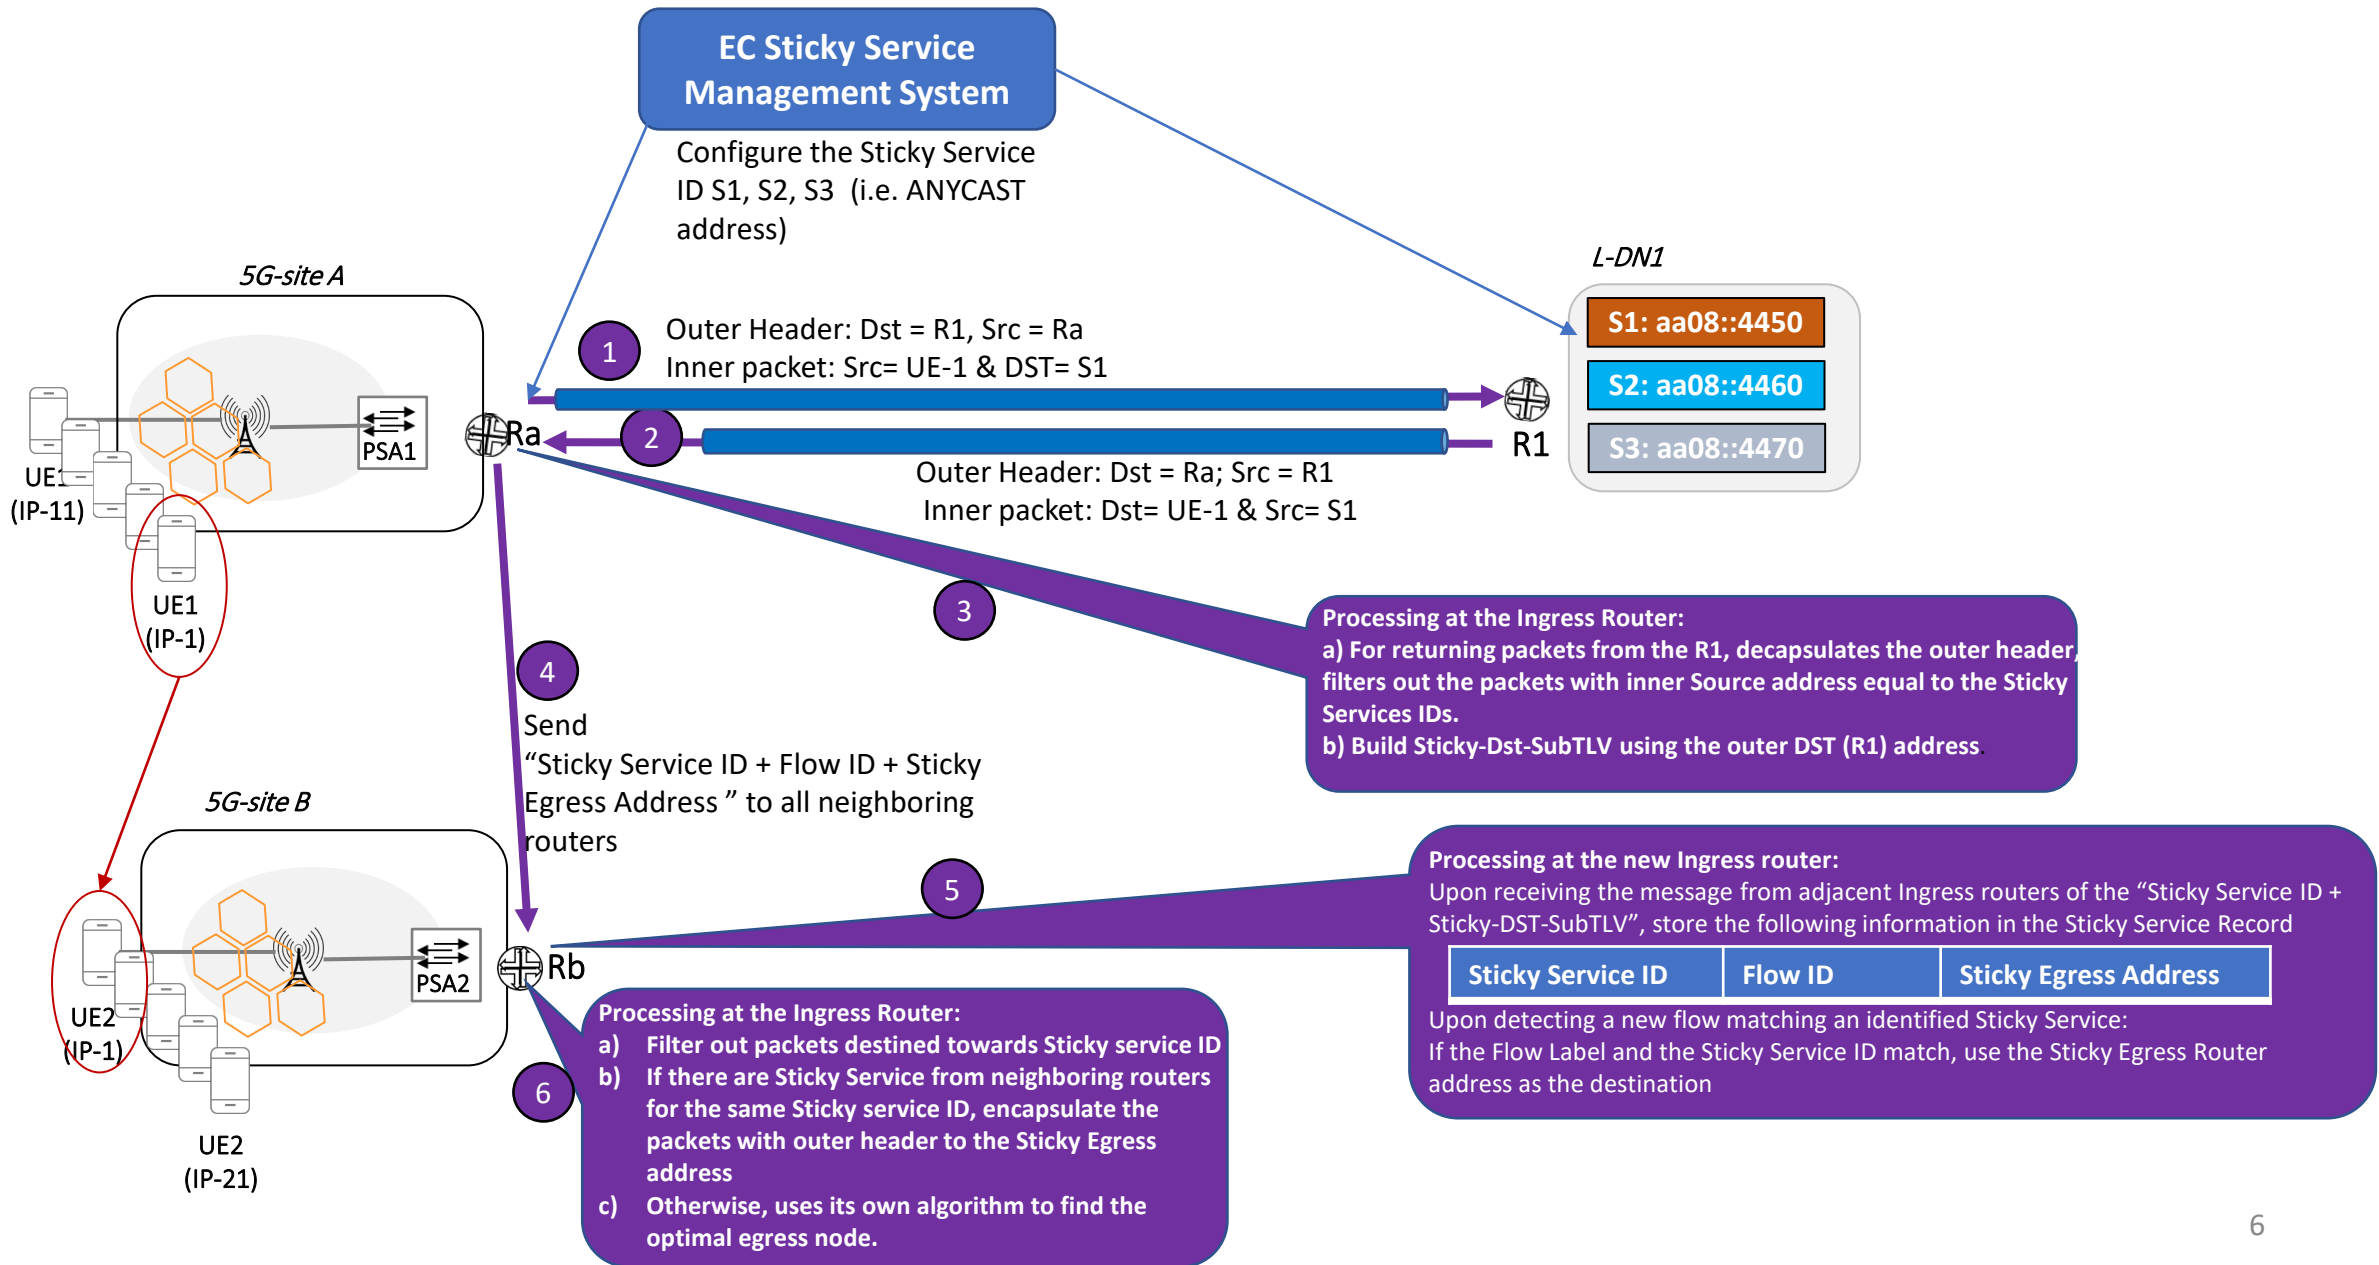 EC Sticky Service
Management System
Configure the Sticky Service
ID S1, S2, S3 (i.e. ANYCAST
address)
L-DN1
5G-site A
S1: aa08::4450
S2: aa08::4460
S3: aa08::4470
1
Outer Header: Dst = R1, Src = Ra
Inner packet: Src= UE-1 & DST= S1
Ra
R1
PSA1
2
Outer Header: Dst = Ra; Src = R1
Inner packet: Dst= UE-1 & Src= S1
UE1
(IP-11)
UE1
(IP-1)
3
Processing at the Ingress Router:
a) For returning packets from the R1, decapsulates the outer header,
filters out the packets with inner Source address equal to the Sticky
Services IDs.
b) Build Sticky-Dst-SubTLV using the outer DST (R1) address.
4
Send
“Sticky Service ID + Flow ID + Sticky
Egress Address ” to all neighboring
routers
5G-site B
5
Processing at the new Ingress router:
Upon receiving the message from adjacent Ingress routers of the “Sticky Service ID +
Sticky-DST-SubTLV”, store the following information in the Sticky Service Record
Sticky Service ID
Flow ID
Sticky Egress Address
Upon detecting a new flow matching an identified Sticky Service:
If the Flow Label and the Sticky Service ID match, use the Sticky Egress Router
address as the destination
PSA2
Rb
UE2
(IP-1)
UE2
(IP-21)
6
Processing at the Ingress Router:
a) Filter out packets destined towards Sticky service ID
b) If there are Sticky Service from neighboring routers
for the same Sticky service ID, encapsulate the
packets with outer header to the Sticky Egress
address
c) Otherwise, uses its own algorithm to find the
optimal egress node.
6